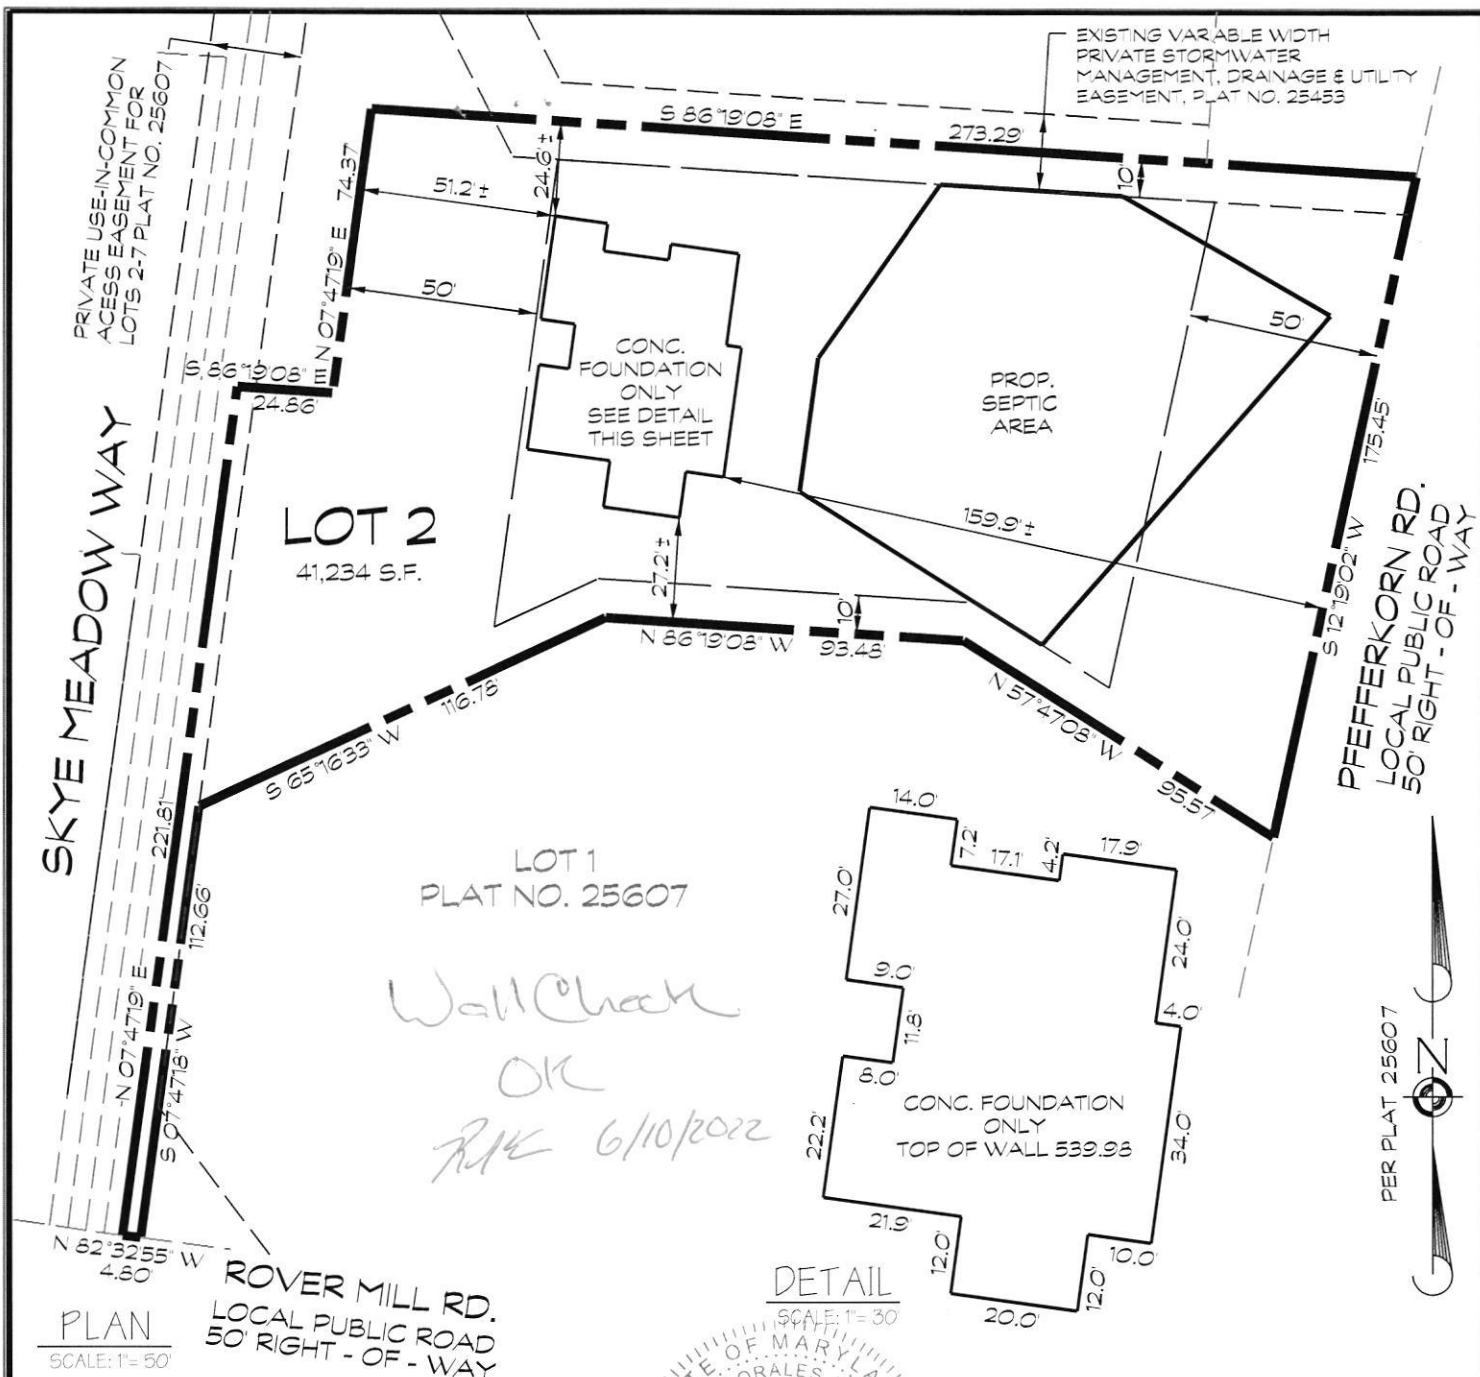 PRIVATE USE-IN-COMMON
ACESS EASEMENT FOR
LOTS 2-7 PLAT NO. 25607
EXISTING VARIABLE WIDTH
PRIVATE STORMWATER
MANAGEMENT, DRAINAGE & UTILITY
EASEMENT, PLAT NO. 25453
S 86°19'08" E
273.29'
74.37'
N 07°47'19" E
51.2'±
24.6'±
10'
50'
50'
S 86°19'08" E
24.86'
CONC.
FOUNDATION
ONLY
SEE DETAIL
THIS SHEET
PROP.
SEPTIC
AREA
175.45'
S 12°19'02" W
159.9'±
LOT 2
41,234 S.F.
27.2'±
10'
N 86°19'08" W
93.48'
SKYE MEADOW WAY
PFEFFERKORN RD.
LOCAL PUBLIC ROAD
50' RIGHT - OF - WAY
116.78'
S 65°16'33" W
N 57°47'08" W
95.57'
221.81'
112.66'
N 07°47'19" E
S 07°47'18" W
LOT 1
PLAT NO. 25607
Wall Check
OK
6/10/2022
14.0'
7.2'
17.1'
4.2'
17.9'
27.0'
24.0'
9.0'
4.0'
11.8'
8.0'
CONC. FOUNDATION
ONLY
TOP OF WALL 539.98
22.2'
34.0'
21.9'
12.0'
10.0'
12.0'
20.0'
PER PLAT 25607
N
N 82°32'55" W
4.80'
ROVER MILL RD.
LOCAL PUBLIC ROAD
50' RIGHT - OF - WAY
PLAN
SCALE: 1"= 50'
DETAIL
SCALE: 1"= 30'
OF MARYLA
ORALES